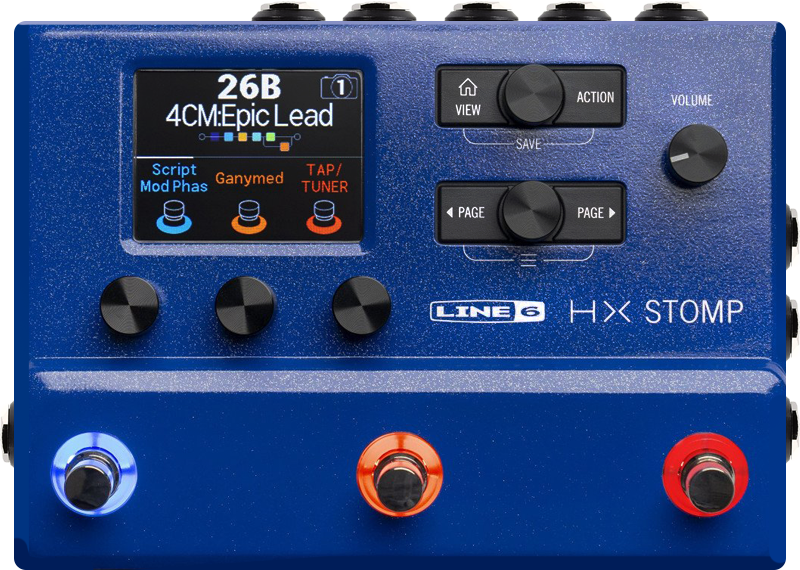 26B
1
4CM:Epic Lead
Script
Mod Phas
Ganymed
TAP/
TUNER
VIEW
ACTION
SAVE
VOLUME
PAGE
PAGE
LINE 6
HX STOMP